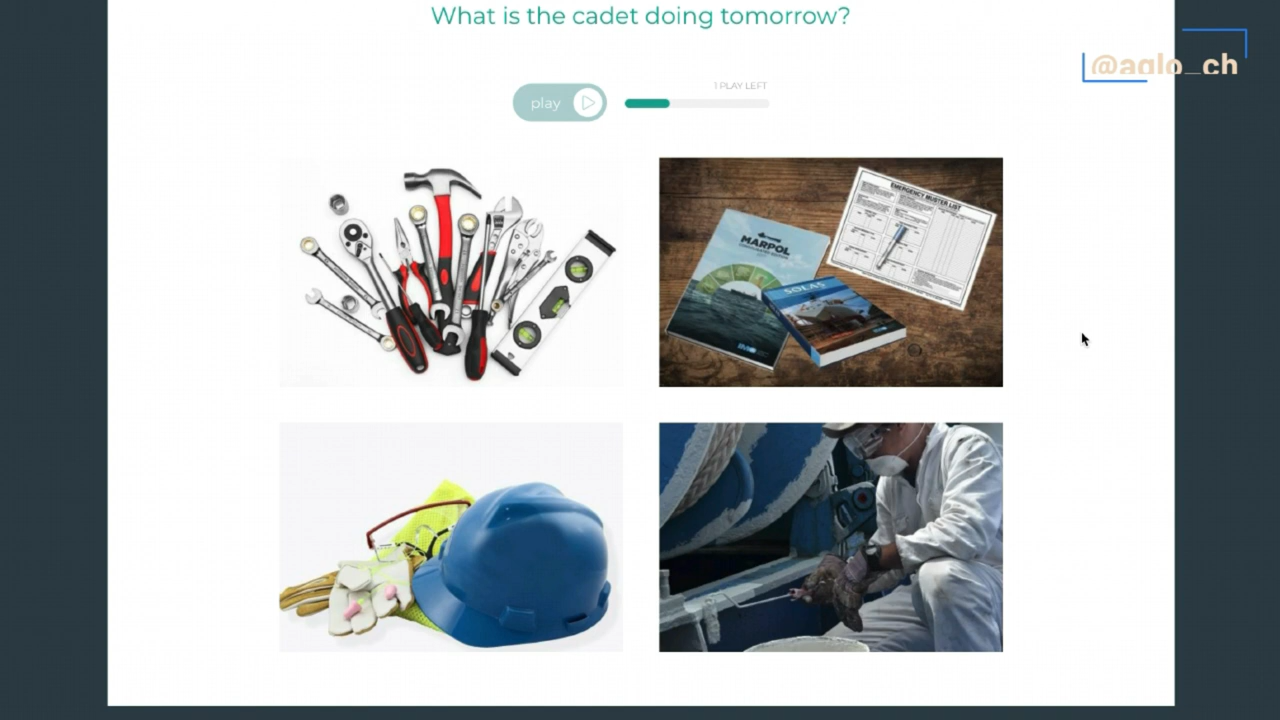 What is the cadet doing tomorrow?
@aglo_ch
1 PLAY LEFT
play
EMERGENCY MUSTER LIST
MARPOL
SOLAS